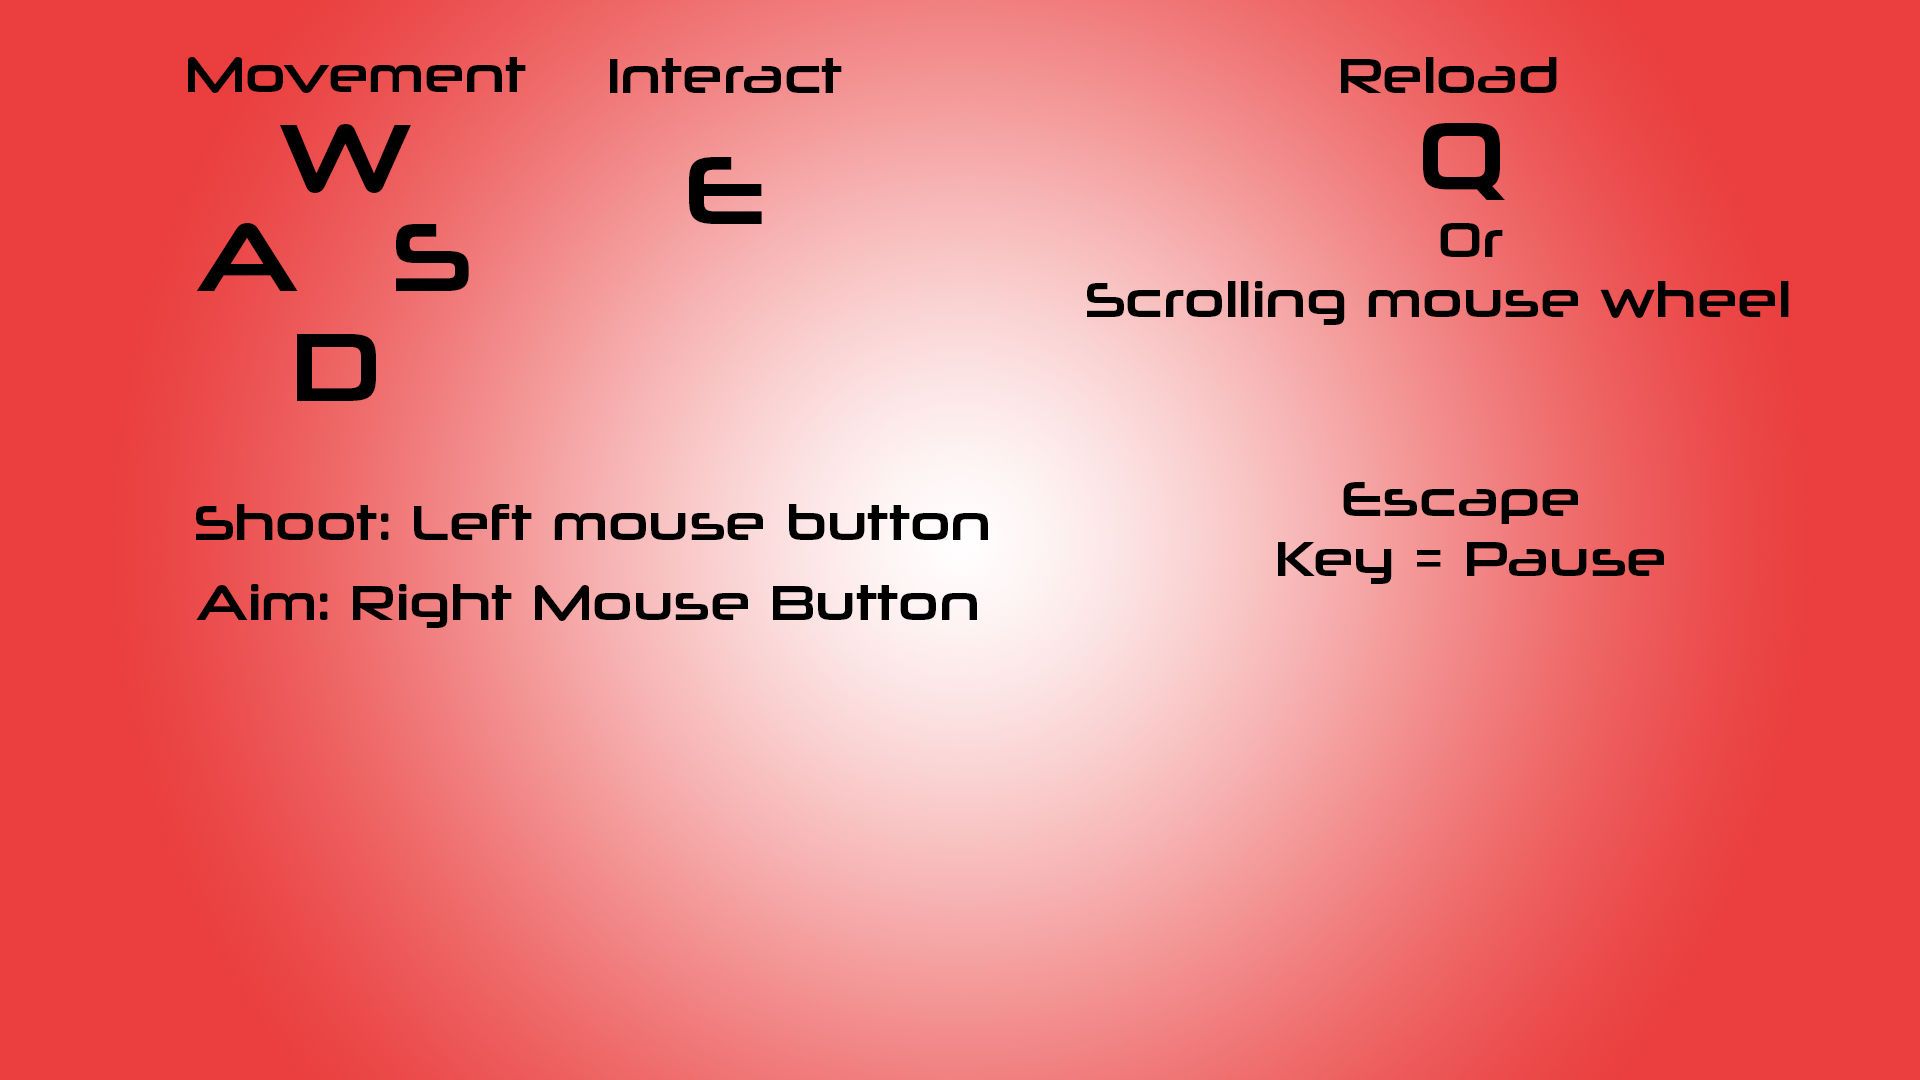 Movement
W
A S
D
Interact
E
Reload
Q
Or
Scrolling mouse wheel
Shoot: Left mouse button
Aim: Right Mouse Button
Escape
Key = Pause